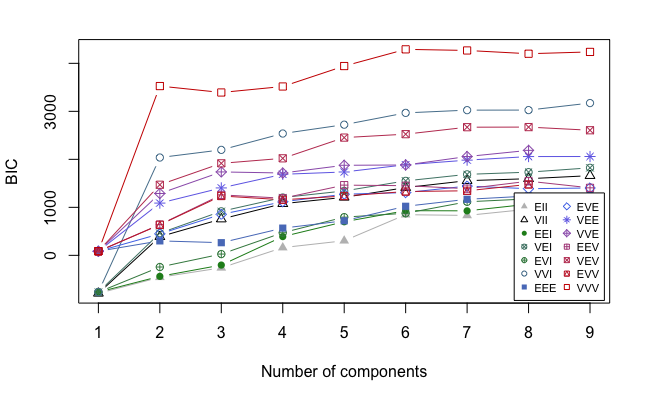 BIC
3000
1000
0
EII EVE
VII VEE
EEI VVE
VEI EEV
EVI VEV
VVI EVV
EEE VVV
1 2 3 4 5 6 7 8 9
Number of components